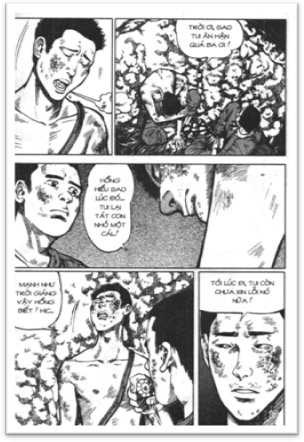 TRỜI ƠI, SAO
TUI ÂN HẬN
QUÁ BA ƠI !
HỔNG
HIỂU SAO
LÚC ĐÓ...
TUI LẠI
TÁT CON
NHỎ MỘT
CÁI!
MẠNH NHƯ
TRỜI GIÁNG
VẬY HỔNG
BIẾT ! HIC...
TỚI LÚC ĐI, TUI CÒN
CHƯA XIN LỖI NÓ
NỮA !